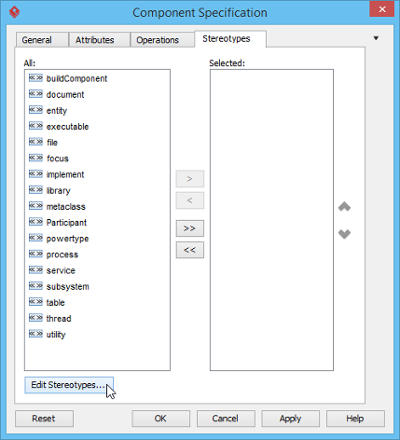 Component Specification
General Attributes Operations Stereotypes
All: Selected:
buildComponent
document
entity
executable
file
focus
implement
library
metaclass
Participant
powertype
process
service
subsystem
table
thread
utility
>
<
>>
<<
Edit Stereotypes...
Reset OK Cancel Apply Help